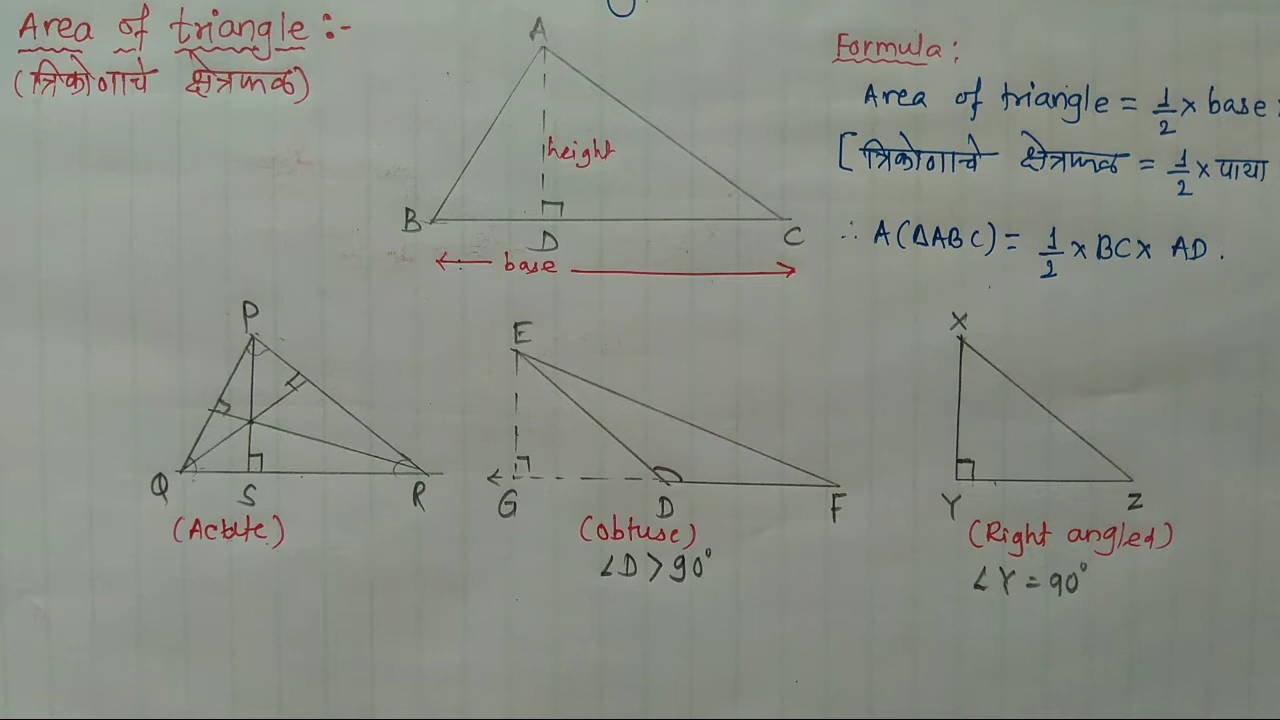 Area of triangle :-
(त्रिकोणाचे क्षेत्रफळ)
A
height
B
D
C
base
Formula:
Area of triangle = 1/2 × base
[त्रिकोणाचे क्षेत्रफळ = 1/2 × पाया
∴ A(ΔABC) = 1/2 × BC × AD.
P
Q
S
R
(Acute)
E
G
D
F
(Obtuse)
∠D > 90°
X
Y
Z
(Right angled)
∠Y = 90°